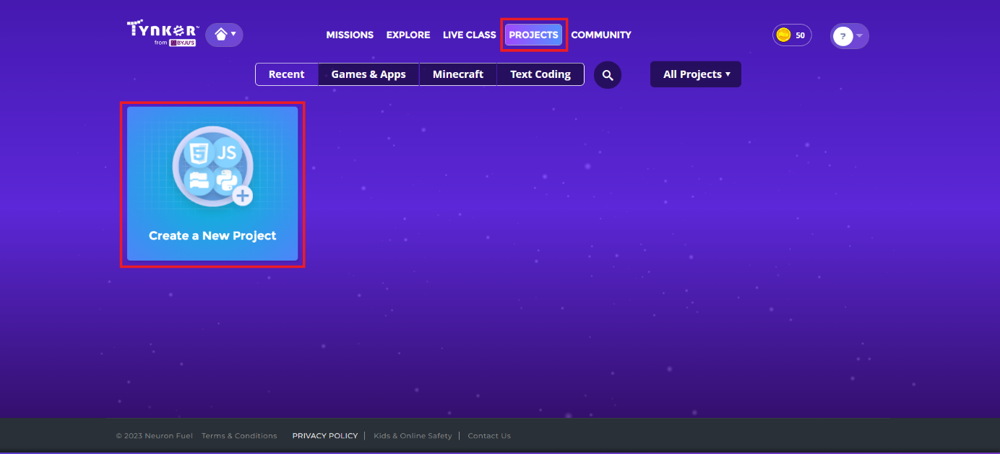 TYNKER™
from BYJU'S
MISSIONS EXPLORE LIVE CLASS PROJECTS COMMUNITY
50
?
Recent Games & Apps Minecraft Text Coding
All Projects
5 JS
Create a New Project
© 2023 Neuron Fuel Terms & Conditions PRIVACY POLICY | Kids & Online Safety | Contact Us